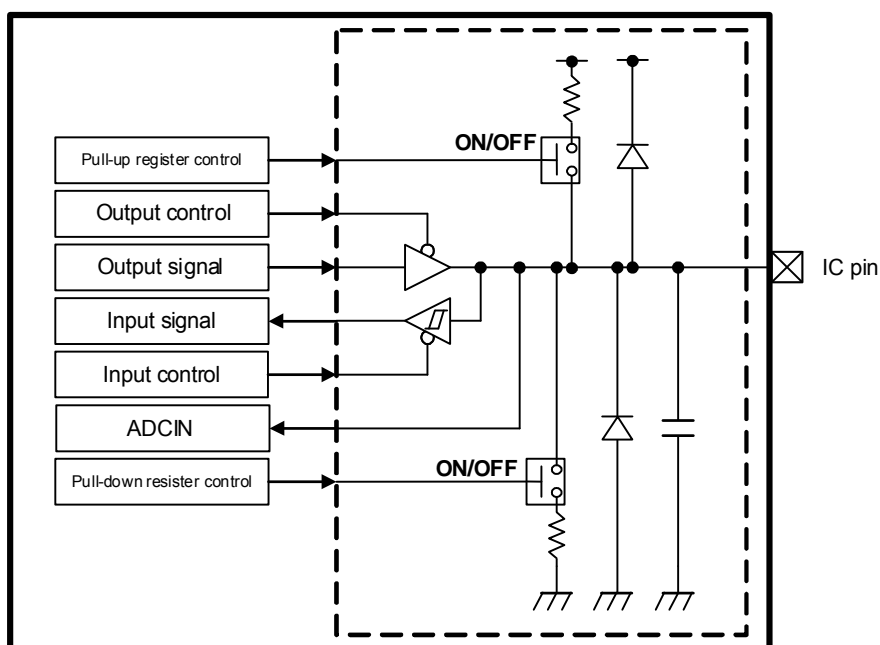 ON/OFF
Pull-up register control
Output control
Output signal
IC pin
Input signal
Input control
ADCIN
ON/OFF
Pull-down resister control